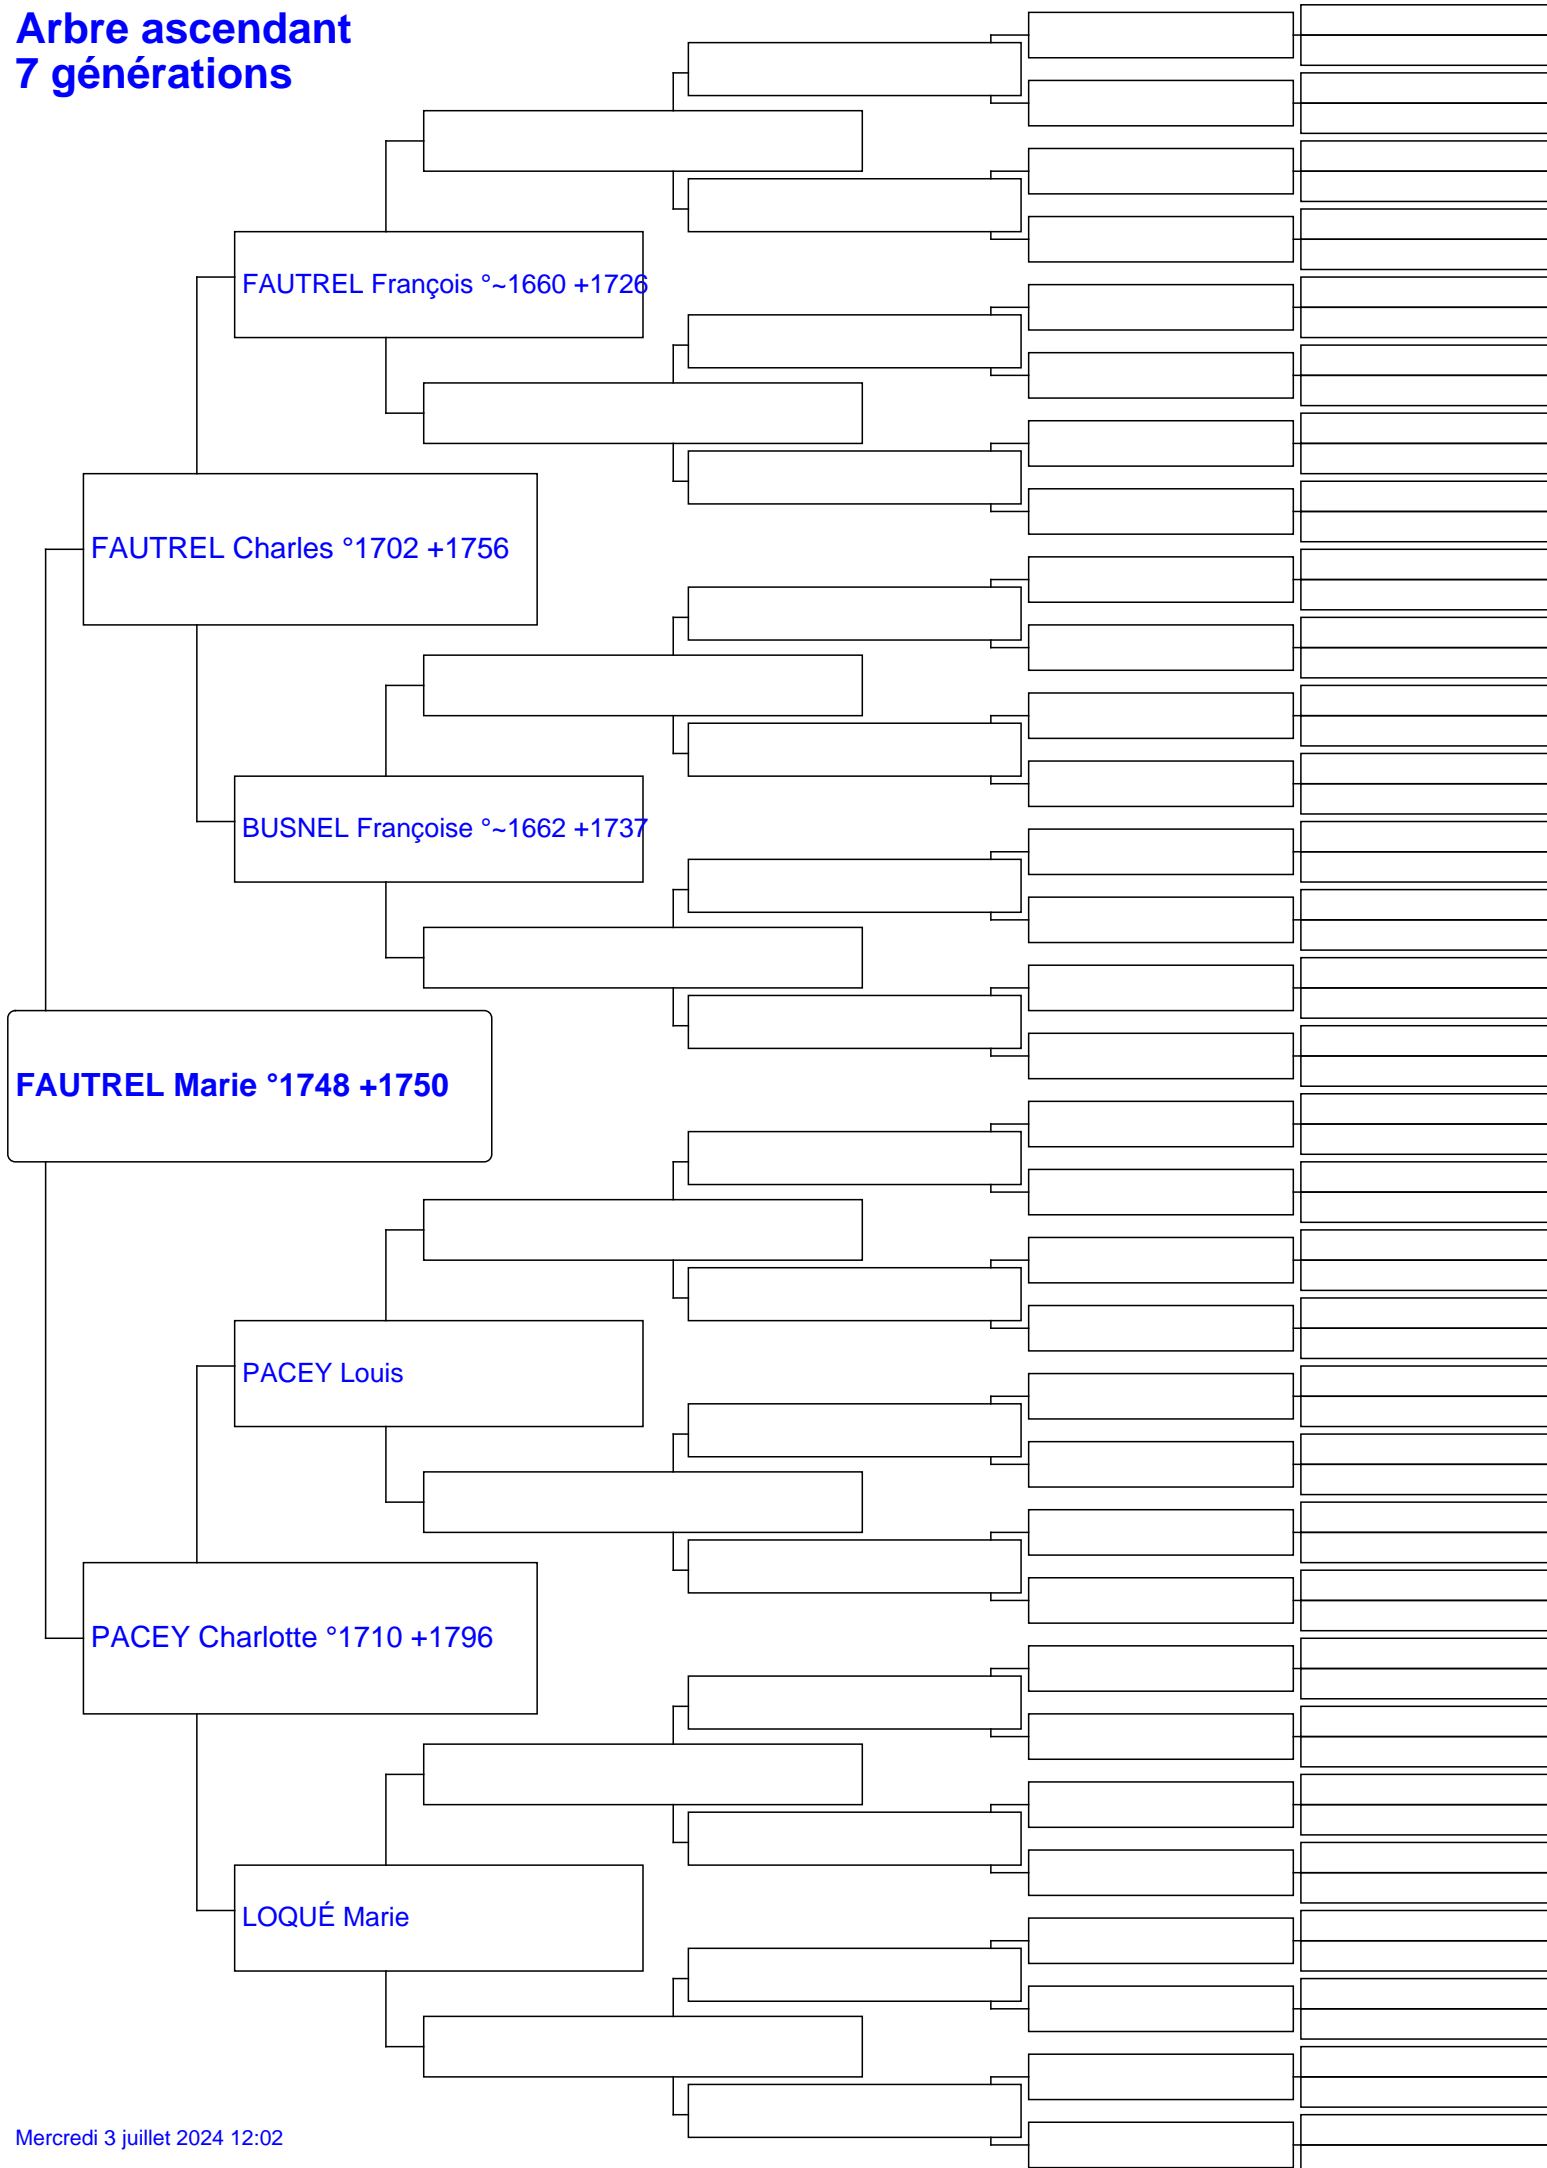 Arbre ascendant
7 générations
FAUTREL François °~1660 +1726
FAUTREL Charles °1702 +1756
BUSNEL Françoise °~1662 +1737
FAUTREL Marie °1748 +1750
PACEY Louis
PACEY Charlotte °1710 +1796
LOQUÉ Marie
Mercredi 3 juillet 2024 12:02